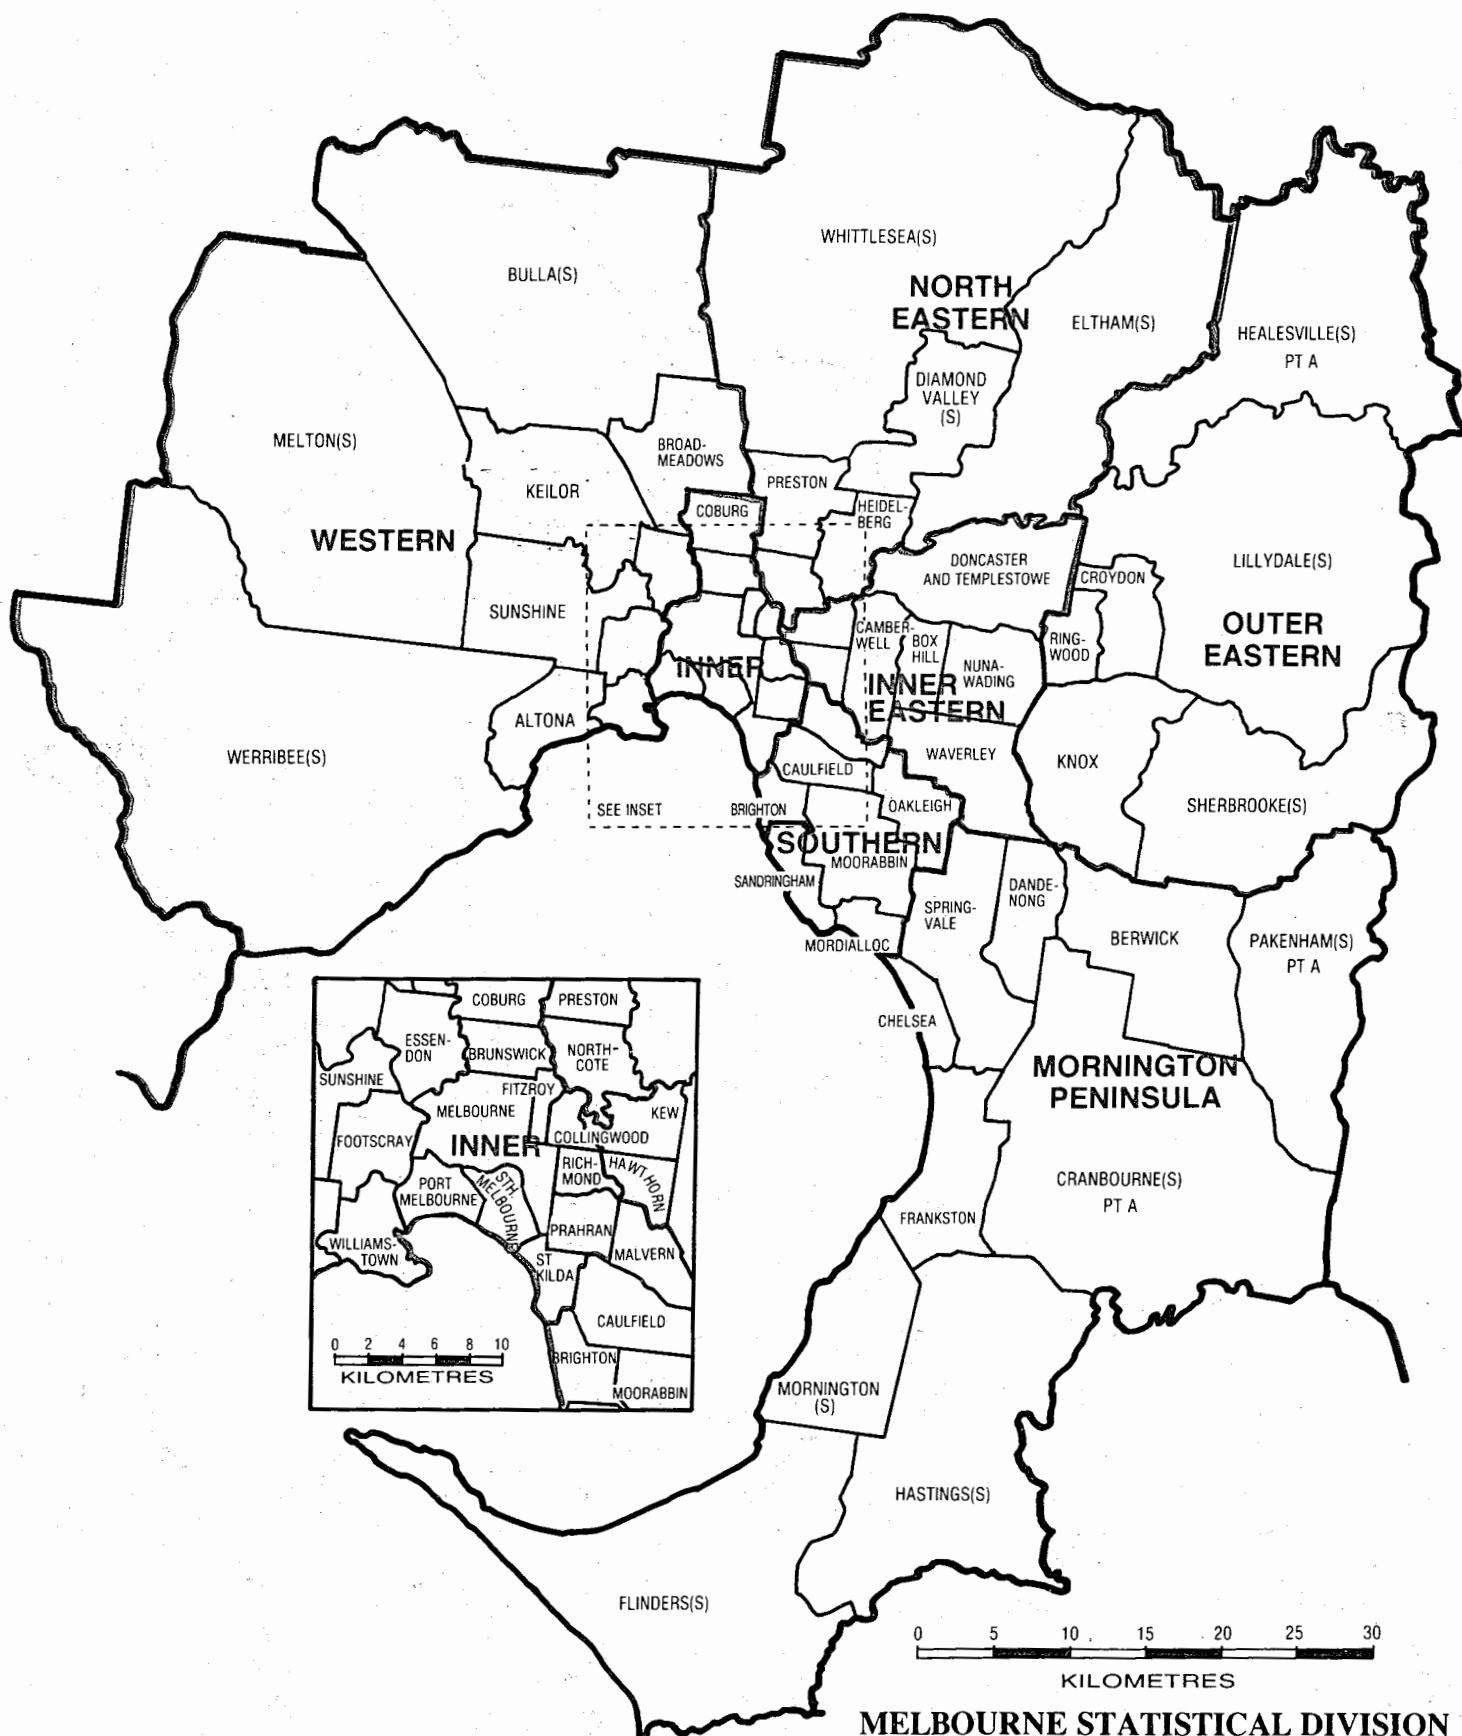 WHITTLESEA(S)
BULLA(S)
NORTH
EASTERN
ELTHAM(S)
HEALESVILLE(S)
PT A
DIAMOND
VALLEY
(S)
MELTON(S)
BROAD-
MEADOWS
KEILOR
PRESTON
COBURG
HEIDEL-
BERG
WESTERN
DONCASTER
AND TEMPLESTOWE
CROYDON
LILLYDALE(S)
SUNSHINE
OUTER
EASTERN
CAMBER-
WELL
BOX
HILL
RING-
WOOD
NUNA-
WADING
INNER
INNER
EASTERN
ALTONA
WERRIBEE(S)
WAVERLEY
KNOX
CAULFIELD
SEE INSET
BRIGHTON
OAKLEIGH
SHERBROOKE(S)
SOUTHERN
MOORABBIN
SANDRINGHAM
DANDE-
NONG
SPRING-
VALE
MORDIALLOC
BERWICK
PAKENHAM(S)
PT A
CHELSEA
MORNINGTON
PENINSULA
CRANBOURNE(S)
PT A
FRANKSTON
MORNINGTON
(S)
HASTINGS(S)
FLINDERS(S)
COBURG
PRESTON
ESSEN-
DON
BRUNSWICK
NORTH-
COTE
SUNSHINE
FITZROY
MELBOURNE
KEW
FOOTSCRAY
INNER
COLLINGWOOD
RICH-
MOND
HAWTHORN
PORT
MELBOURNE
STH.
MELBOURNE
PRAHRAN
WILLIAMS-
TOWN
MALVERN
ST
KILDA
CAULFIELD
0 2 4 6 8 10
KILOMETRES
BRIGHTON
MOORABBIN
0 5 10 15 20 25 30
KILOMETRES
MELBOURNE STATISTICAL DIVISION